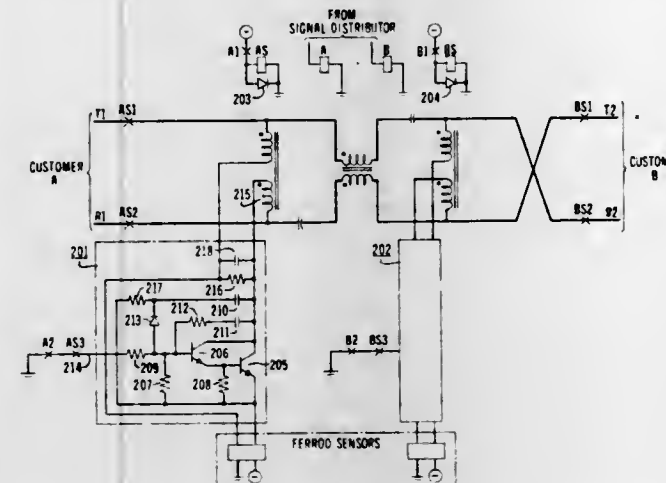 FROM
SIGNAL DISTRIBUTOR
A1 AS A B B1 BS
203 204
T1 AS1 BS1 T2
CUSTOMER
A
CUSTOM
B
215
R1 AS2 BS2 R2
201 218 202
217 216
212 210
213 211
A2 AS3 206 205 B2 BS3
214 209
207 208
FERROD SENSORS